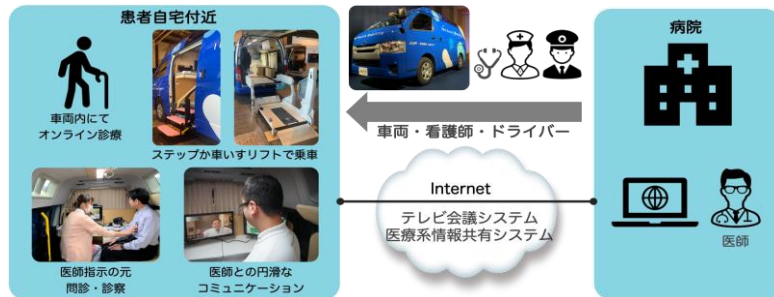 患者自宅付近
車両内にて
オンライン診療
ステップか車いすリフトで乗車
医師指示の元
問診・診察
医師との円滑な
コミュニケーション
車両・看護師・ドライバー
Internet
テレビ会議システム
医療系情報共有システム
病院
医師